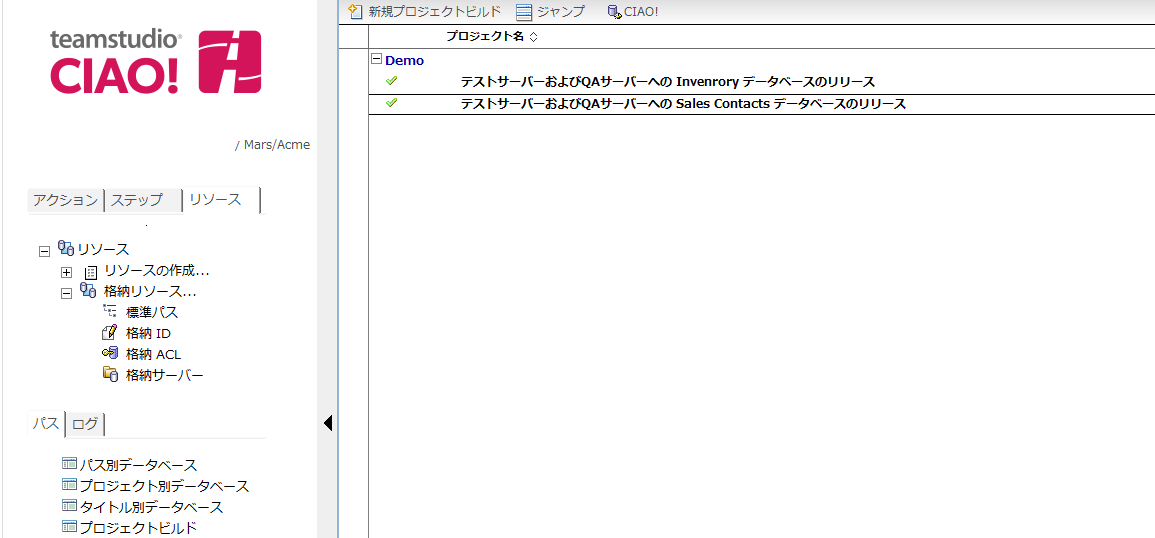 teamstudio®
CIAO!
/ Mars/Acme
アクション ステップ リソース
リソース
リソースの作成...
格納リソース...
標準パス
格納 ID
格納 ACL
格納サーバー
パス ログ
パス別データベース
プロジェクト別データベース
タイトル別データベース
プロジェクトビルド
新規プロジェクトビルド ジャンプ CIAO!
プロジェクト名
Demo
テストサーバーおよびQAサーバーへの Invenrory データベースのリリース
テストサーバーおよびQAサーバーへの Sales Contacts データベースのリリース